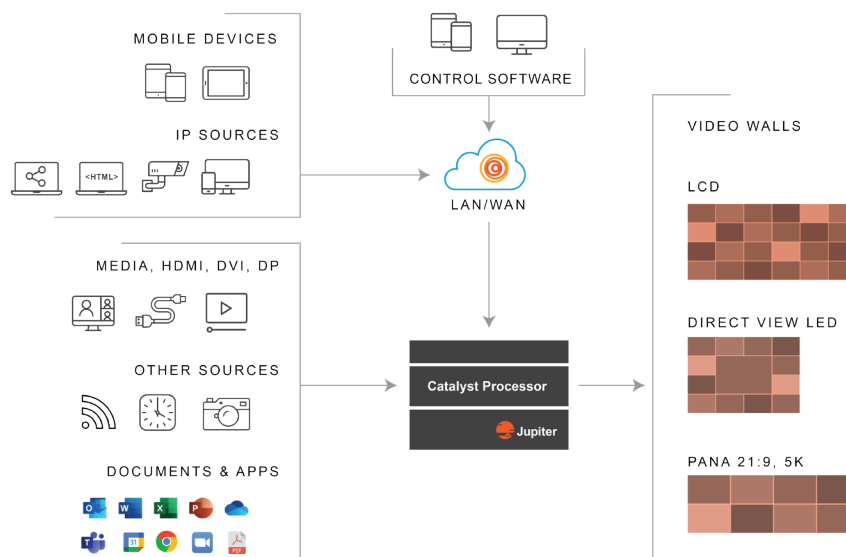 MOBILE DEVICES
IP SOURCES
<HTML>
CONTROL SOFTWARE
LAN/WAN
MEDIA, HDMI, DVI, DP
OTHER SOURCES
DOCUMENTS & APPS
O
W
X
P
T
31
PDF
Catalyst Processor
Jupiter
VIDEO WALLS
LCD
DIRECT VIEW LED
PANA 21:9, 5K